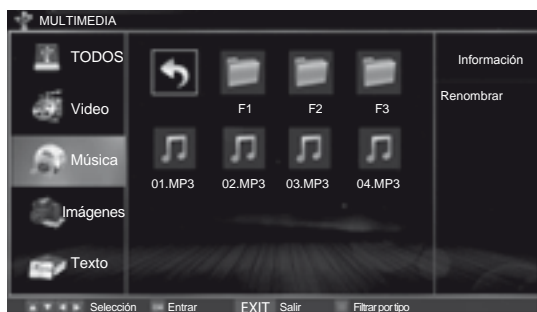 MULTIMEDIA
TODOS
Video
Música
Imágenes
Texto
F1 F2 F3
01.MP3 02.MP3 03.MP3 04.MP3
Información
Renombrar
Selección Entrar EXIT Salir Filtrar por tipo